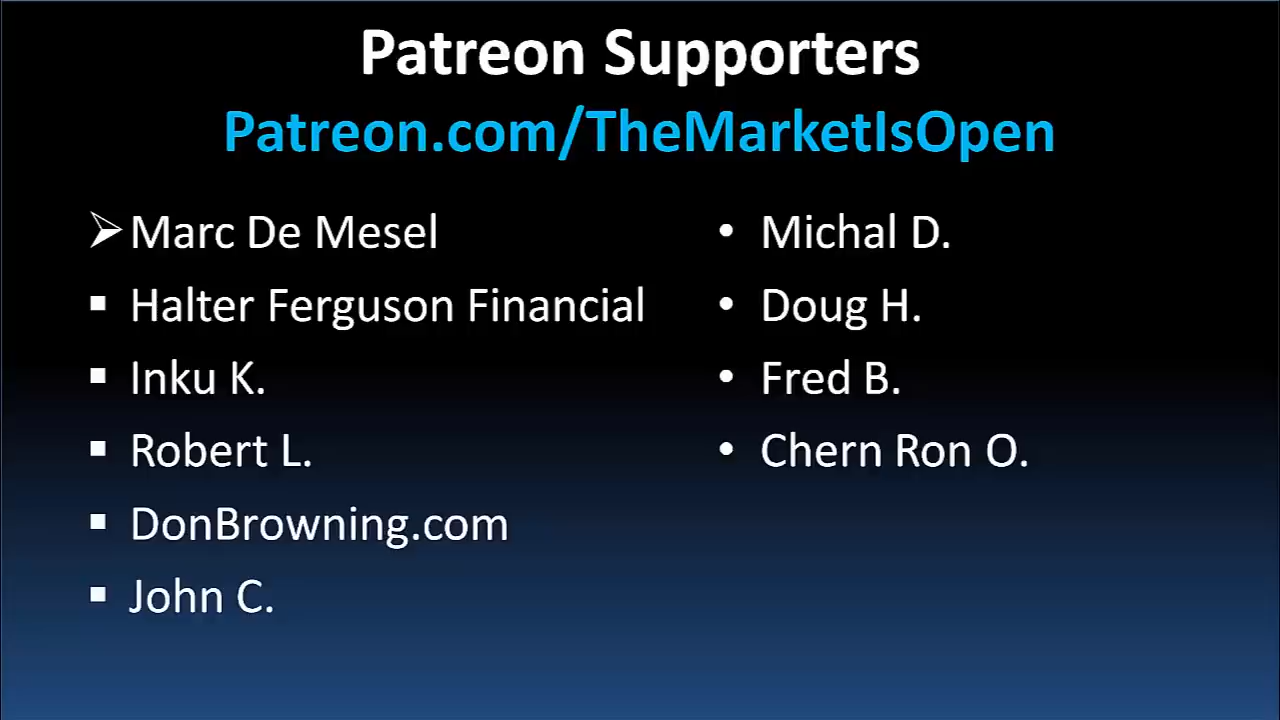 Patreon Supporters
Patreon.com/TheMarketIsOpen
➢Marc De Mesel
▪ Halter Ferguson Financial
▪ Inku K.
▪ Robert L.
▪ DonBrowning.com
▪ John C.
• Michal D.
• Doug H.
• Fred B.
• Chern Ron O.